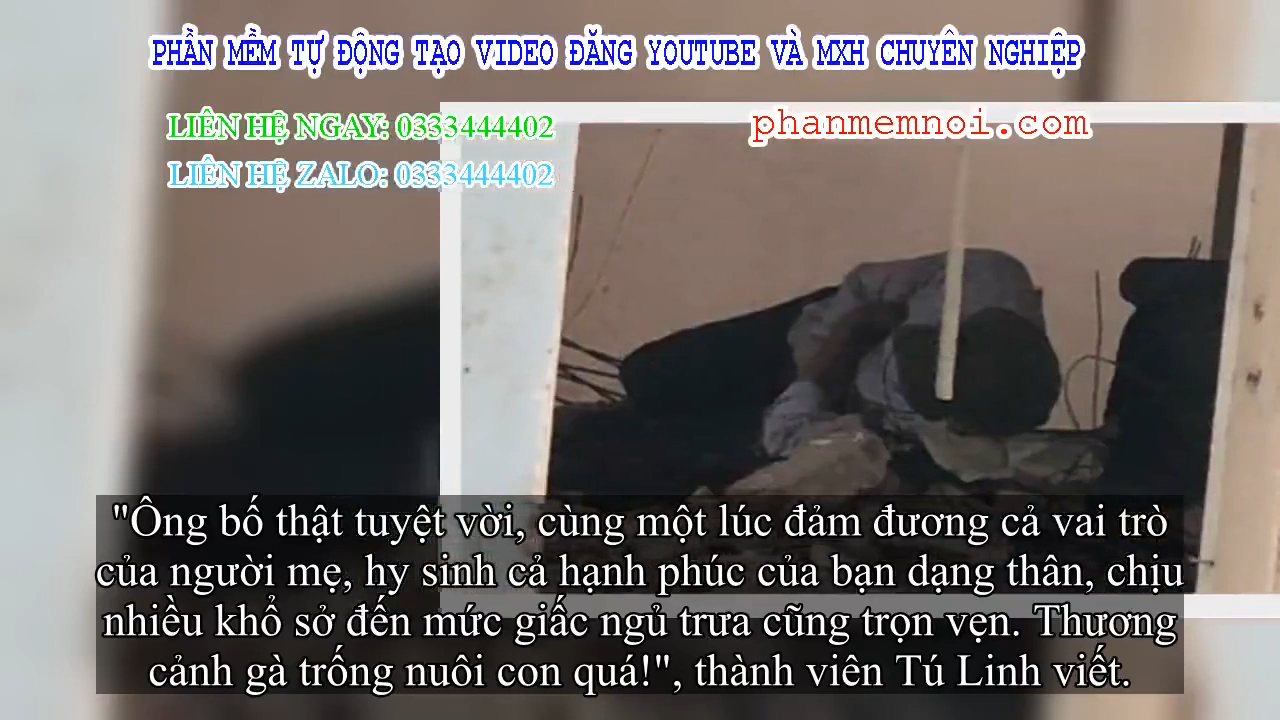 PHẦN MỀM TỰ ĐỘNG TẠO VIDEO ĐĂNG YOUTUBE VÀ MXH CHUYÊN NGHIỆP
LIÊN HỆ NGAY: 0333444402
phanmemnoi.com
LIÊN HỆ ZALO: 0333444402
"Ông bố thật tuyệt vời, cùng một lúc đảm đương cả vai trò
của người mẹ, hy sinh cả hạnh phúc của bạn dạng thân, chịu
nhiều khổ sở đến mức giấc ngủ trưa cũng trọn vẹn. Thương
cảnh gà trống nuôi con quá!", thành viên Tú Linh viết.